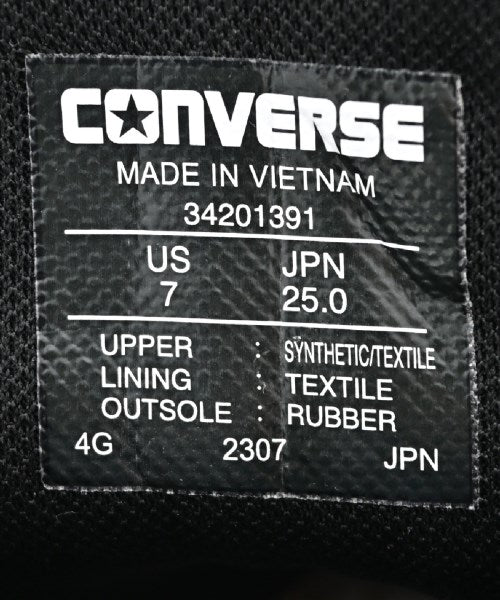 CONVERSE
MADE IN VIETNAM
34201391
US JPN
7 25.0
UPPER : SYNTHETIC/TEXTILE
LINING : TEXTILE
OUTSOLE : RUBBER
4G 2307 JPN